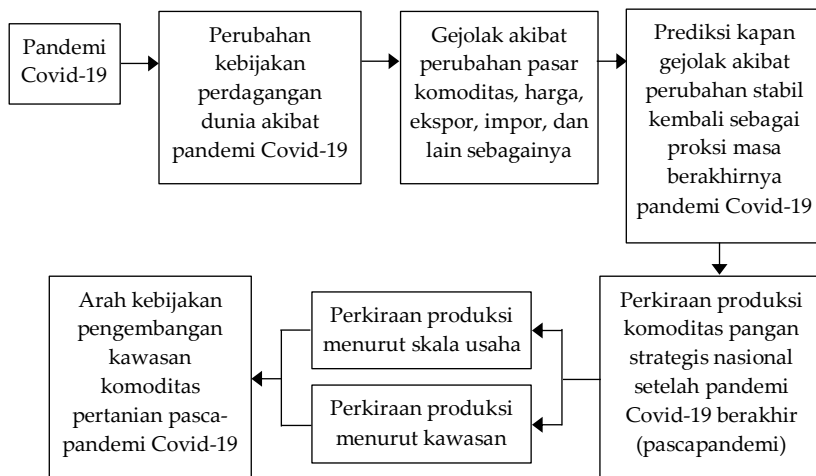 Pandemi
Covid-19
Perubahan
kebijakan
perdagangan
dunia akibat
pandemi Covid-19
Gejolak akibat
perubahan pasar
komoditas, harga,
ekspor, impor, dan
lain sebagainya
Prediksi kapan
gejolak akibat
perubahan stabil
kembali sebagai
proksi masa
berakhirnya
pandemi Covid-19
Perkiraan produksi
komoditas pangan
strategis nasional
setelah pandemi
Covid-19 berakhir
(pascapandemi)
Perkiraan produksi
menurut skala usaha
Perkiraan produksi
menurut kawasan
Arah kebijakan
pengembangan
kawasan
komoditas
pertanian pasca-
pandemi Covid-19